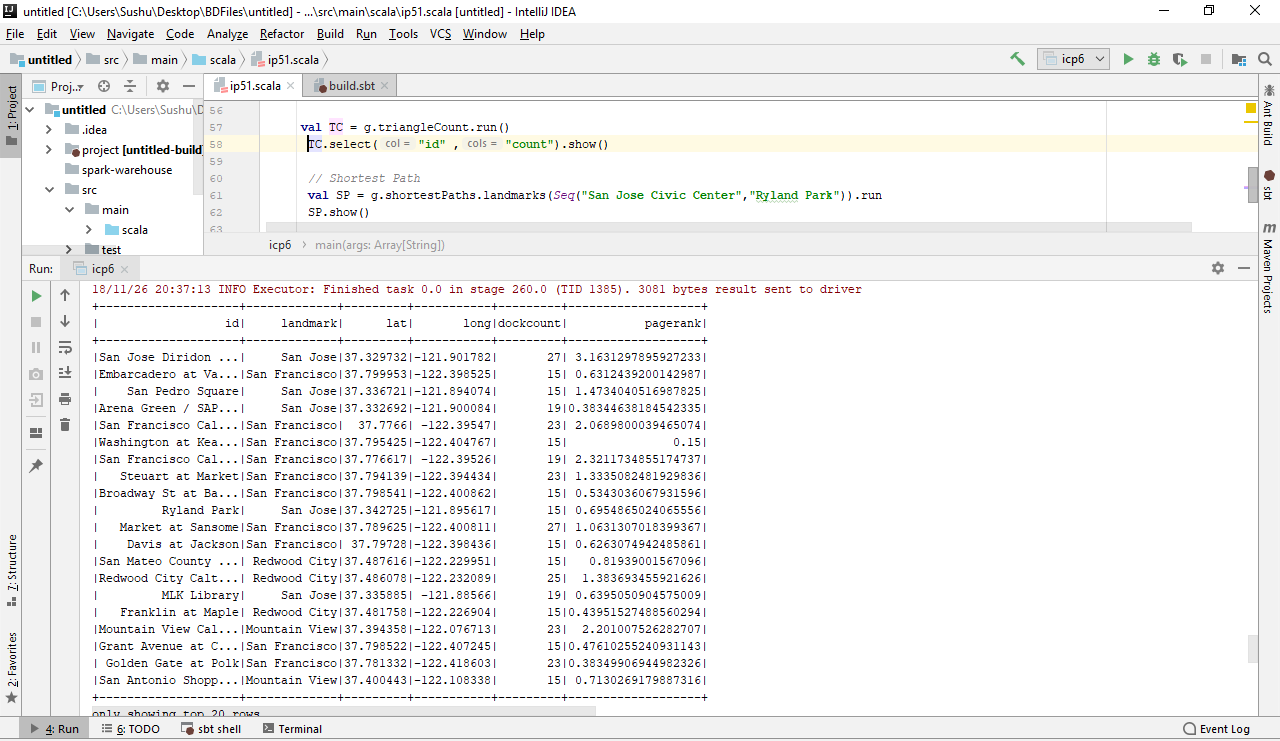 untitled [C:\Users\Sushu\Desktop\BDFiles\untitled] - ...\src\main\scala\ip51.scala [untitled] - IntelliJ IDEA
File Edit View Navigate Code Analyze Refactor Build Run Tools VCS Window Help
untitled src main scala ip51.scala icp6
1: Project
Proj..
untitled C:\Users\Sushu\D
.idea
project [untitled-build]
spark-warehouse
src
main
scala
test
ip51.scala build.sbt
56
57 val TC = g.triangleCount.run()
58 TC.select( col = "id" , cols = "count").show()
59
60 // Shortest Path
61 val SP = g.shortestPaths.landmarks(Seq("San Jose Civic Center","Ryland Park")).run
62 SP.show()
63
icp6 main(args: Array[String])
Ant Build
sbt
Maven Projects
Run: icp6
18/11/26 20:37:13 INFO Executor: Finished task 0.0 in stage 260.0 (TID 1385). 3081 bytes result sent to driver
+--------------------+-------------+---------+-----------+---------+-------------------+
|                  id|     landmark|      lat|       long|dockcount|           pagerank|
+--------------------+-------------+---------+-----------+---------+-------------------+
|San Jose Diridon ...|     San Jose|37.329732|-121.901782|       27| 3.1631297895927233|
|Embarcadero at Va...|San Francisco|37.799953|-122.398525|       15| 0.6312439200142987|
|    San Pedro Square|     San Jose|37.336721|-121.894074|       15| 1.4734040516987825|
|Arena Green / SAP...|     San Jose|37.332692|-121.900084|       19|0.38344638184542335|
|San Francisco Cal...|San Francisco|  37.7766| -122.39547|       23| 2.0689800039465074|
|Washington at Kea...|San Francisco|37.795425|-122.404767|       15|               0.15|
|San Francisco Cal...|San Francisco|37.776617| -122.39526|       19| 2.3211734855174737|
|   Steuart at Market|San Francisco|37.794139|-122.394434|       23| 1.3335082481929836|
|Broadway St at Ba...|San Francisco|37.798541|-122.400862|       15| 0.5343036067931596|
|         Ryland Park|     San Jose|37.342725|-121.895617|       15| 0.6954865024065556|
|   Market at Sansome|San Francisco|37.789625|-122.400811|       27| 1.0631307018399367|
|    Davis at Jackson|San Francisco| 37.79728|-122.398436|       15| 0.6263074942485861|
|San Mateo County ...| Redwood City|37.487616|-122.229951|       15|   0.81939001567096|
|Redwood City Calt...| Redwood City|37.486078|-122.232089|       25|  1.383693455921626|
|         MLK Library|     San Jose|37.335885| -121.88566|       19| 0.6395050904575009|
|   Franklin at Maple| Redwood City|37.481758|-122.226904|       15|0.43951527488560294|
|Mountain View Cal...|Mountain View|37.394358|-122.076713|       23|  2.201007526282707|
|Grant Avenue at C...|San Francisco|37.798522|-122.407245|       15|0.47610255240931143|
| Golden Gate at Polk|San Francisco|37.781332|-122.418603|       23|0.38349906944982326|
|San Antonio Shopp...|Mountain View|37.400443|-122.108338|       15| 0.7130269179887316|
+--------------------+-------------+---------+-----------+---------+-------------------+
only showing top 20 rows
7: Structure
2: Favorites
4: Run 6: TODO sbt shell Terminal Event Log